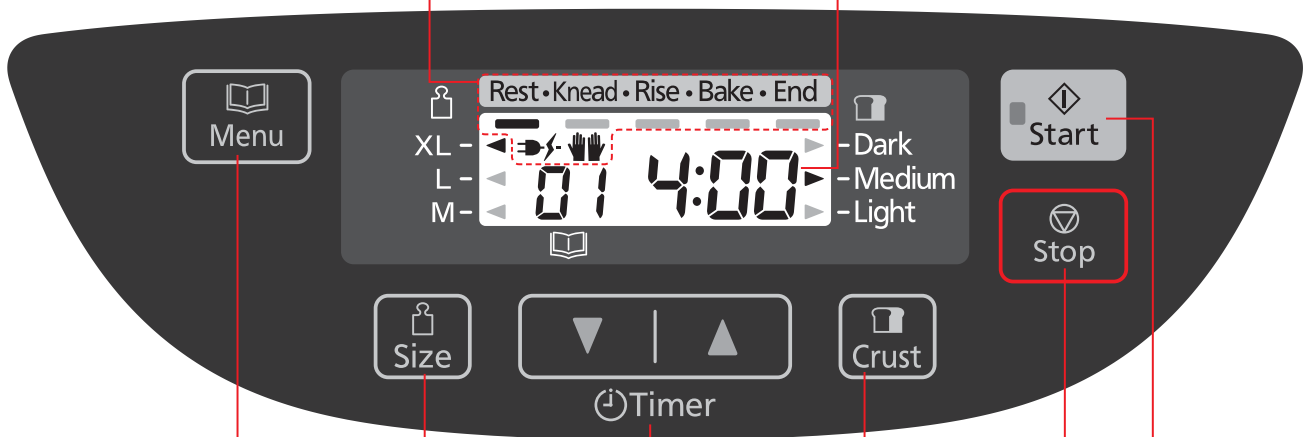 Menu
Rest • Knead • Rise • Bake • End
XL
L
M
01 4:00
Dark
Medium
Light
Start
Stop
Size
Crust
Timer